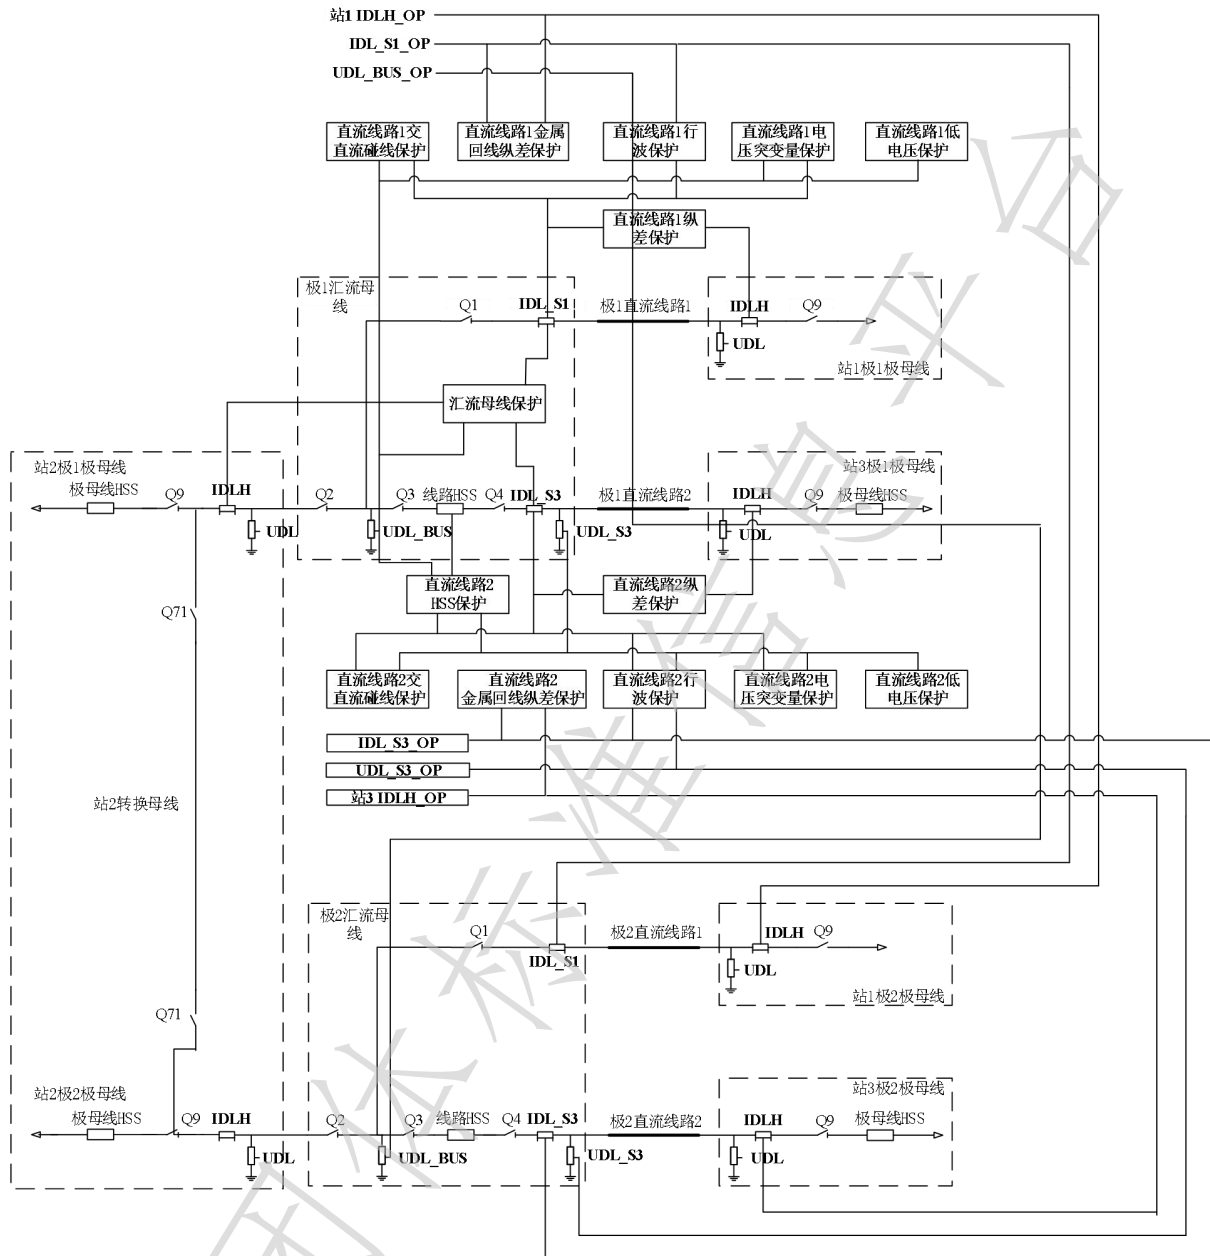 站1 IDLH_OP
IDL_S1_OP
UDL_BUS_OP
直流线路1交
直流碰线保护
直流线路1金属
回线纵差保护
直流线路1行
波保护
直流线路1电
压突变量保护
直流线路1低
电压保护
直流线路1纵
差保护
极1汇流母
线
Q1
IDL_S1
极1直流线路1
IDLH
Q9
UDL
站1极1极母线
汇流母线保护
站2极1极母线
极母线HSS
Q9
IDLH
UDL
Q2
Q3
线路HSS
Q4
IDL_S3
UDL_BUS
UDL_S3
极1直流线路2
站3极1极母线
IDLH
Q9
极母线HSS
UDL
直流线路2
HSS保护
直流线路2纵
差保护
Q71
直流线路2交
直流碰线保护
直流线路2
金属回线纵差保护
直流线路2行
波保护
直流线路2电
压突变量保护
直流线路2低
电压保护
IDL_S3_OP
UDL_S3_OP
站3 IDLH_OP
站2转换母线
极2汇流母
线
Q1
IDL_S1
极2直流线路1
IDLH
Q9
UDL
站1极2极母线
Q71
站2极2极母线
极母线HSS
Q9
IDLH
UDL
Q2
Q3
线路HSS
Q4
IDL_S3
UDL_BUS
UDL_S3
极2直流线路2
站3极2极母线
IDLH
Q9
极母线HSS
UDL
团体标准信息平台